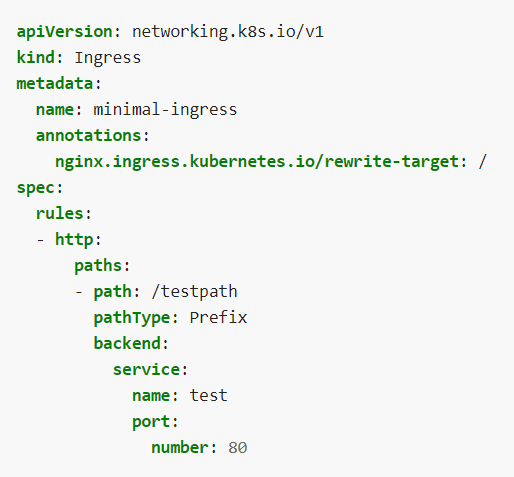 apiVersion: networking.k8s.io/v1
kind: Ingress
metadata:
  name: minimal-ingress
  annotations:
    nginx.ingress.kubernetes.io/rewrite-target: /
spec:
  rules:
  - http:
      paths:
      - path: /testpath
        pathType: Prefix
        backend:
          service:
            name: test
            port:
              number: 80